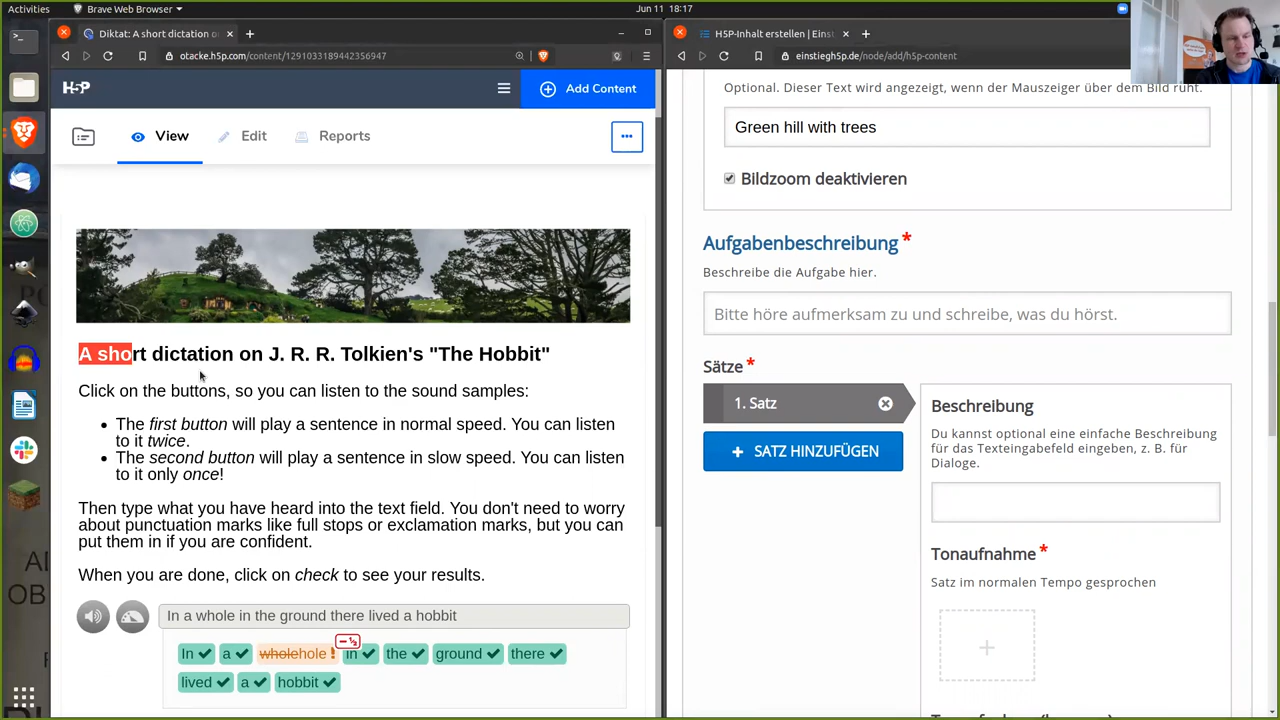 Activities
Brave Web Browser
Jun 11 18:17
Diktat: A short dictation o
otacke.h5p.com/content/1291033189442356947
H5P
Add Content
View
Edit
Reports
A short dictation on J. R. R. Tolkien's "The Hobbit"
Click on the buttons, so you can listen to the sound samples:
The first button will play a sentence in normal speed. You can listen
to it twice.
The second button will play a sentence in slow speed. You can listen
to it only once!
Then type what you have heard into the text field. You don't need to worry
about punctuation marks like full stops or exclamation marks, but you can
put them in if you are confident.
When you are done, click on check to see your results.
In a whole in the ground there lived a hobbit
In a whole hole ! -½ in the ground there
lived a hobbit
H5P-Inhalt erstellen | Einst
einstiegh5p.de/node/add/h5p-content
Optional. Dieser Text wird angezeigt, wenn der Mauszeiger über dem Bild ruht.
Green hill with trees
Bildzoom deaktivieren
Aufgabenbeschreibung *
Beschreibe die Aufgabe hier.
Bitte höre aufmerksam zu und schreibe, was du hörst.
Sätze *
1. Satz
+ SATZ HINZUFÜGEN
Beschreibung
Du kannst optional eine einfache Beschreibung
für das Texteingabefeld eingeben, z. B. für
Dialoge.
Tonaufnahme *
Satz im normalen Tempo gesprochen